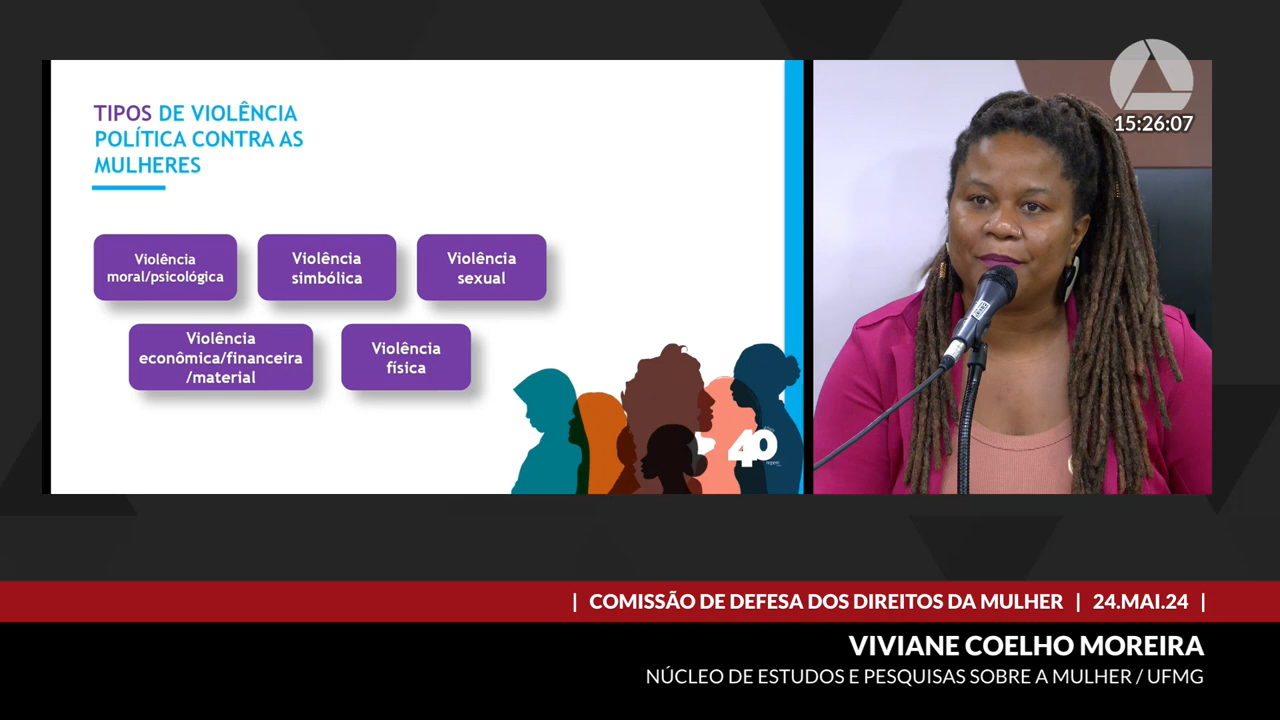 TIPOS DE VIOLÊNCIA
POLÍTICA CONTRA AS
MULHERES
Violência
moral/psicológica
Violência
simbólica
Violência
sexual
Violência
econômica/financeira
/material
Violência
física
40
15:26:07
| COMISSÃO DE DEFESA DOS DIREITOS DA MULHER | 24.MAI.24 |
VIVIANE COELHO MOREIRA
NÚCLEO DE ESTUDOS E PESQUISAS SOBRE A MULHER / UFMG